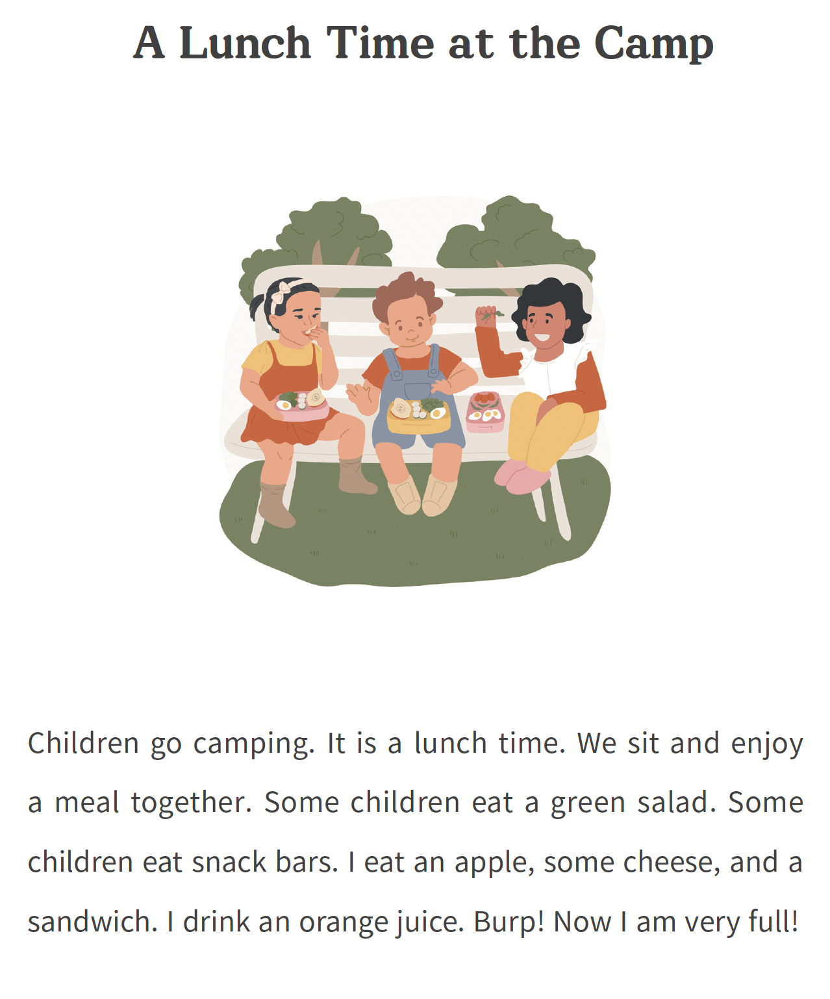 A Lunch Time at the Camp
Children go camping. It is a lunch time. We sit and enjoy
a meal together. Some children eat a green salad. Some
children eat snack bars. I eat an apple, some cheese, and a
sandwich. I drink an orange juice. Burp! Now I am very full!